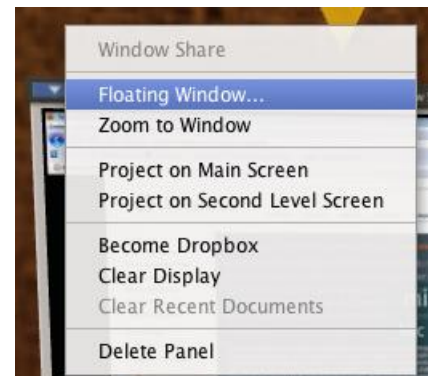 Window Share
Floating Window...
Zoom to Window
Project on Main Screen
Project on Second Level Screen
Become Dropbox
Clear Display
Clear Recent Documents
Delete Panel